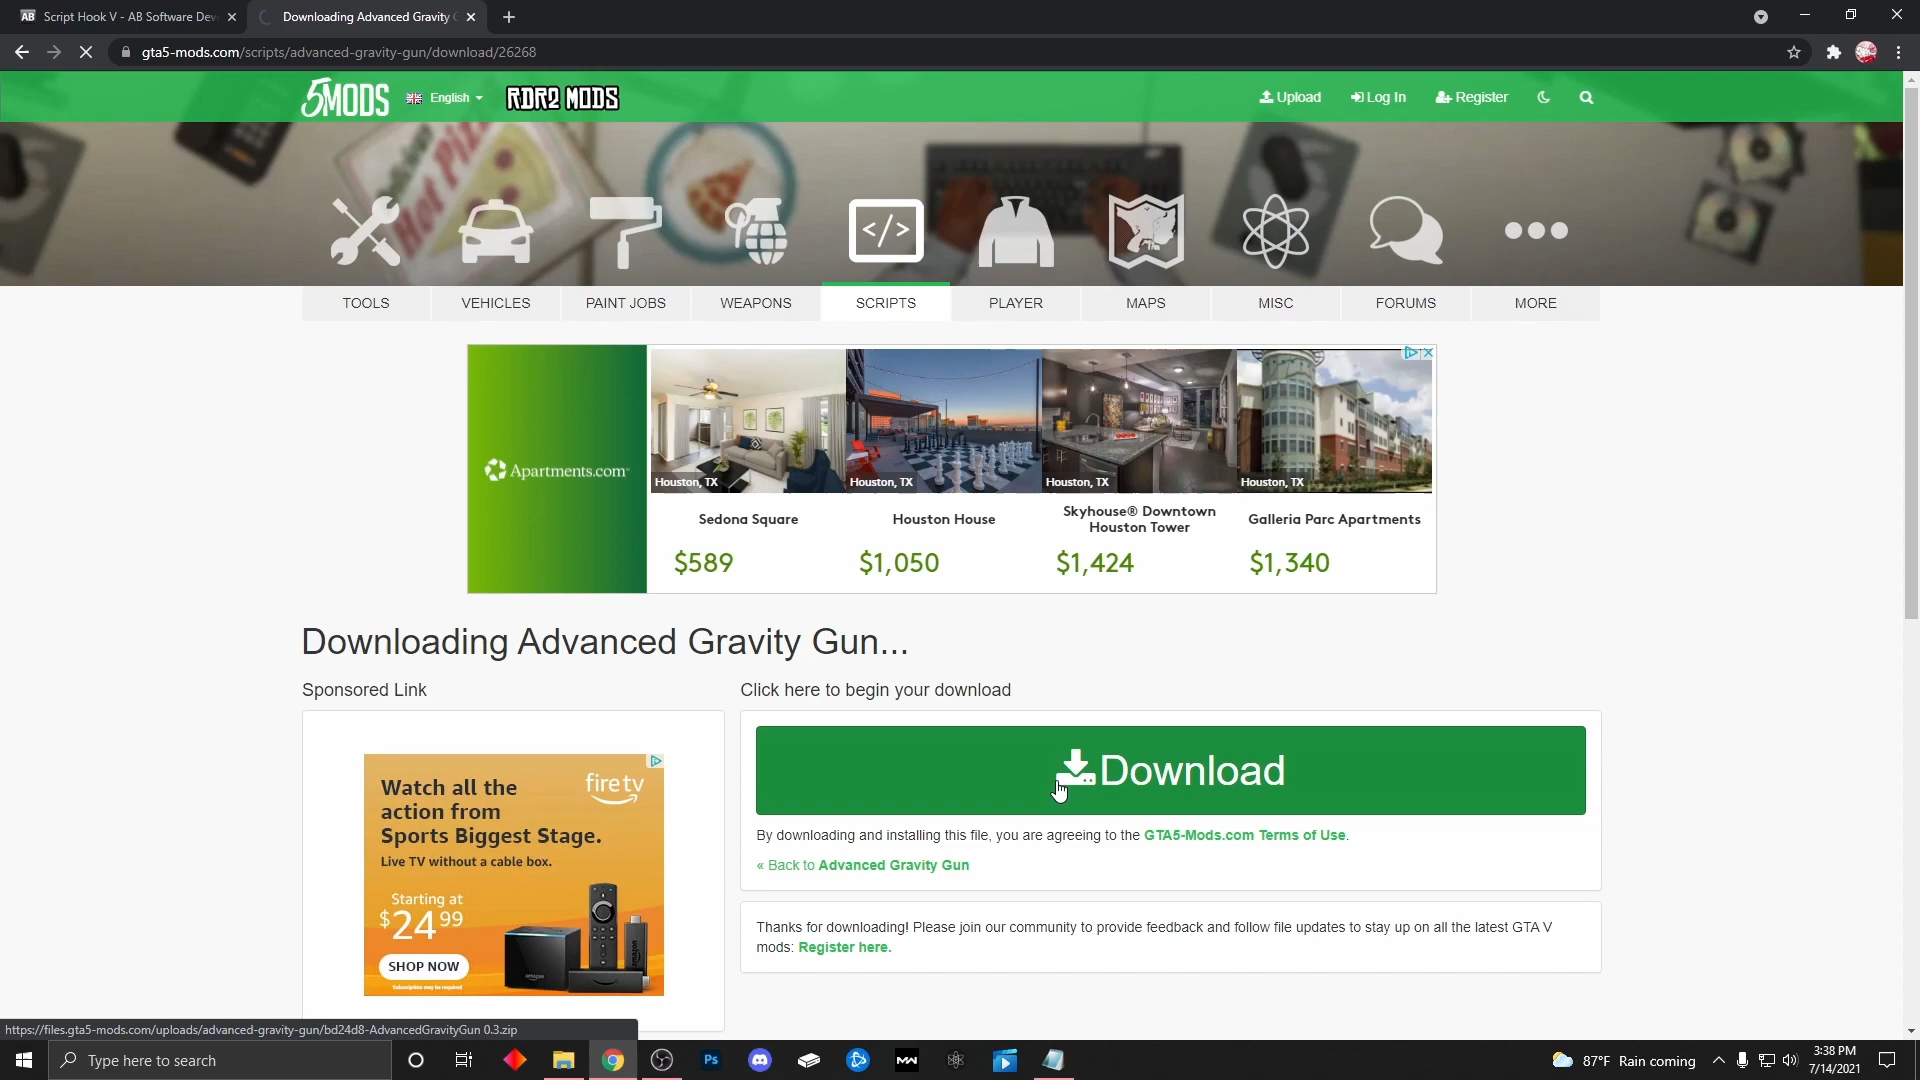 AB Script Hook V - AB Software Dev
Downloading Advanced Gravity G
gta5-mods.com/scripts/advanced-gravity-gun/download/26268
5MODS English RDR2 MODS Upload Log In Register
Hot Pizza
</>
TOOLS VEHICLES PAINT JOBS WEAPONS SCRIPTS PLAYER MAPS MISC FORUMS MORE
Apartments.com
Houston, TX Houston, TX Houston, TX Houston, TX
Sedona Square Houston House Skyhouse® Downtown Houston Tower Galleria Parc Apartments
$589 $1,050 $1,424 $1,340
Downloading Advanced Gravity Gun...
Sponsored Link
Click here to begin your download
Watch all the
action from
Sports Biggest Stage.
Live TV without a cable box.
fire tv
Starting at
$24 99
SHOP NOW
Subscription may be required
amazon
Download
By downloading and installing this file, you are agreeing to the GTA5-Mods.com Terms of Use.
« Back to Advanced Gravity Gun
Thanks for downloading! Please join our community to provide feedback and follow file updates to stay up on all the latest GTA V
mods: Register here.
https://files.gta5-mods.com/uploads/advanced-gravity-gun/bd24d8-AdvancedGravityGun 0.3.zip
Type here to search
Ps
MW
87°F Rain coming
3:38 PM
7/14/2021